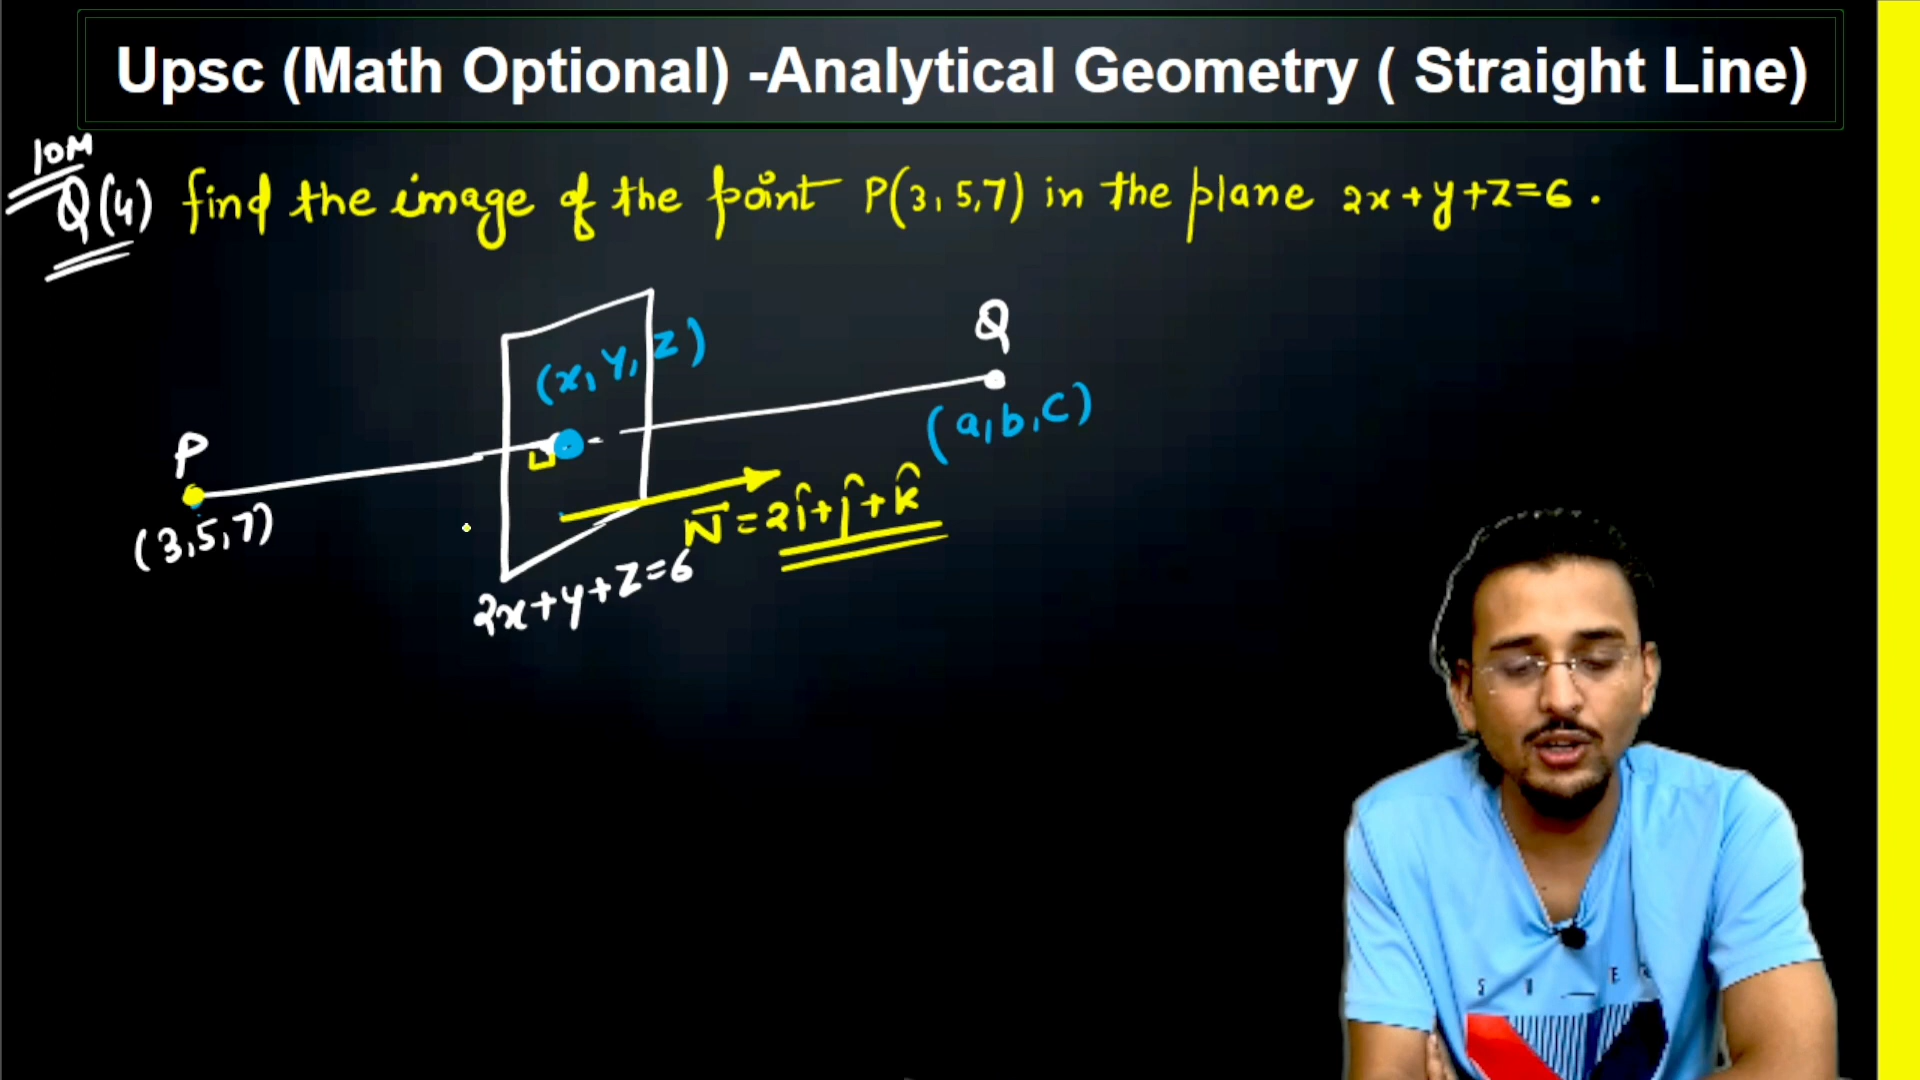 Upsc (Math Optional) -Analytical Geometry ( Straight Line)
10M
Q(4) find the image of the point P(3,5,7) in the plane 2x+y+z=6.
Q
(x,y,z)
(a,b,c)
P
(3,5,7)
N̄ = 2î+ĵ+k̂
2x+y+z=6
S U _ E